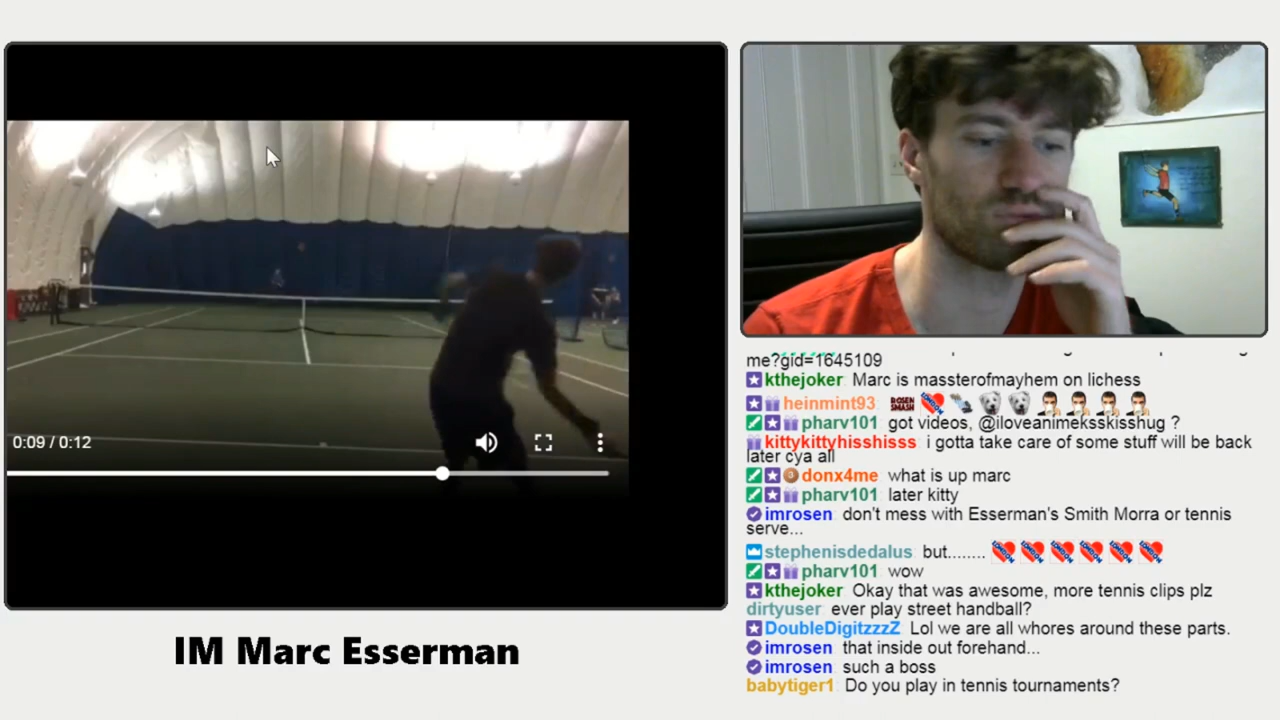 me?gid=1645109
kthejoker: Marc is massterofmayhem on lichess
heinmint93:
pharv101: got videos, @iloveanimeksskisshug ?
kittykittyhisshisss: i gotta take care of some stuff will be back
later cya all
donx4me: what is up marc
pharv101: later kitty
imrosen: don't mess with Esserman's Smith Morra or tennis
serve...
stephenisdedalus: but........
pharv101: wow
kthejoker: Okay that was awesome, more tennis clips plz
dirtyuser: ever play street handball?
DoubleDigitzzzZ: Lol we are all whores around these parts.
imrosen: that inside out forehand...
imrosen: such a boss
babytiger1: Do you play in tennis tournaments?
0:09 / 0:12
IM Marc Esserman